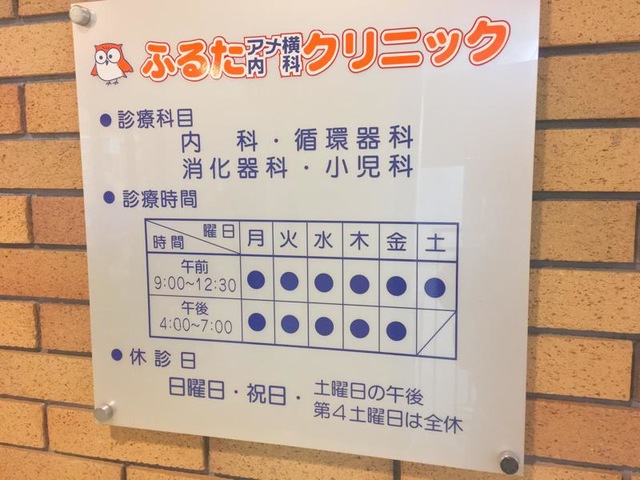 ふるたアメ横内科クリニック
●診療科目
内科・循環器科
消化器科・小児科
●診療時間
曜日 時間 月 火 水 木 金 土
午前 9:00~12:30 ● ● ● ● ● ●
午後 4:00~7:00 ● ● ● ● ● ／
●休診日
日曜日・祝日・土曜日の午後
第4土曜日は全休